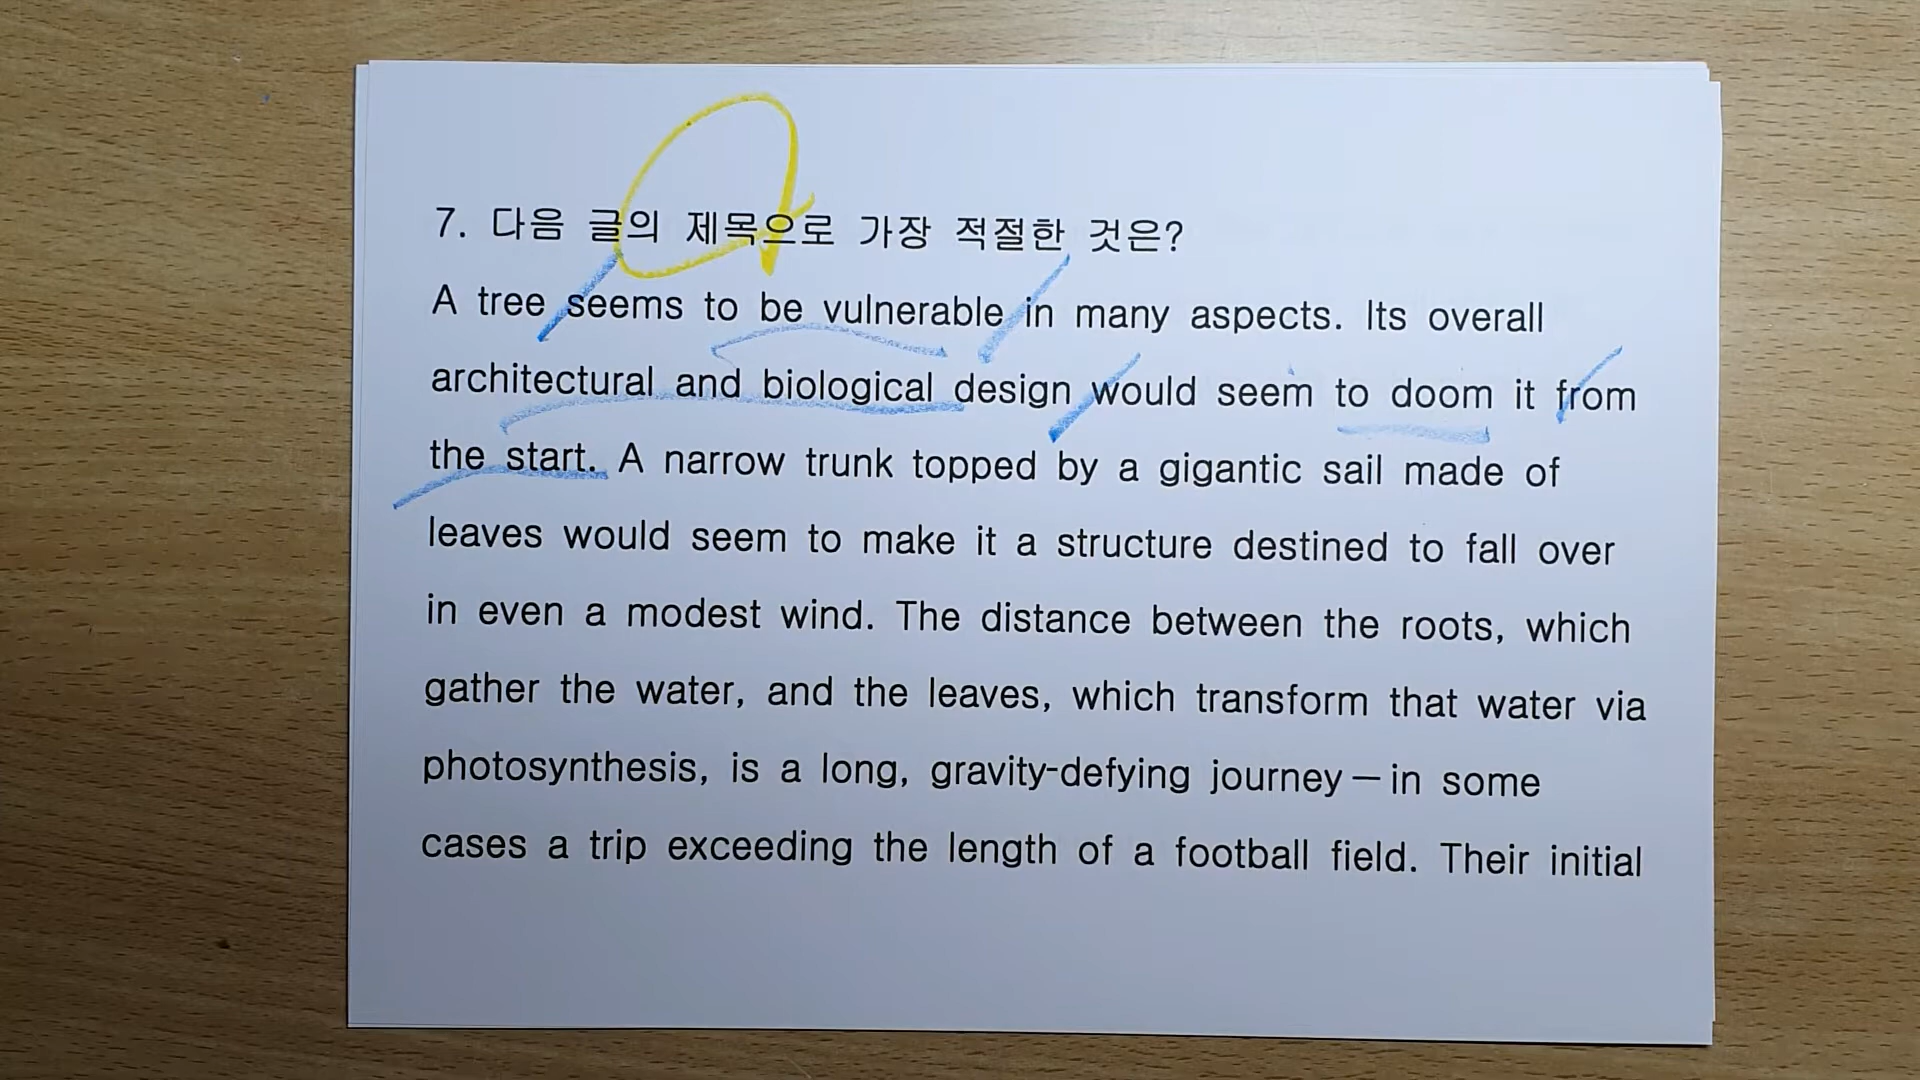 7. 다음 글의 제목으로 가장 적절한 것은?
A tree seems to be vulnerable in many aspects. Its overall
architectural and biological design would seem to doom it from
the start. A narrow trunk topped by a gigantic sail made of
leaves would seem to make it a structure destined to fall over
in even a modest wind. The distance between the roots, which
gather the water, and the leaves, which transform that water via
photosynthesis, is a long, gravity-defying journey — in some
cases a trip exceeding the length of a football field. Their initial